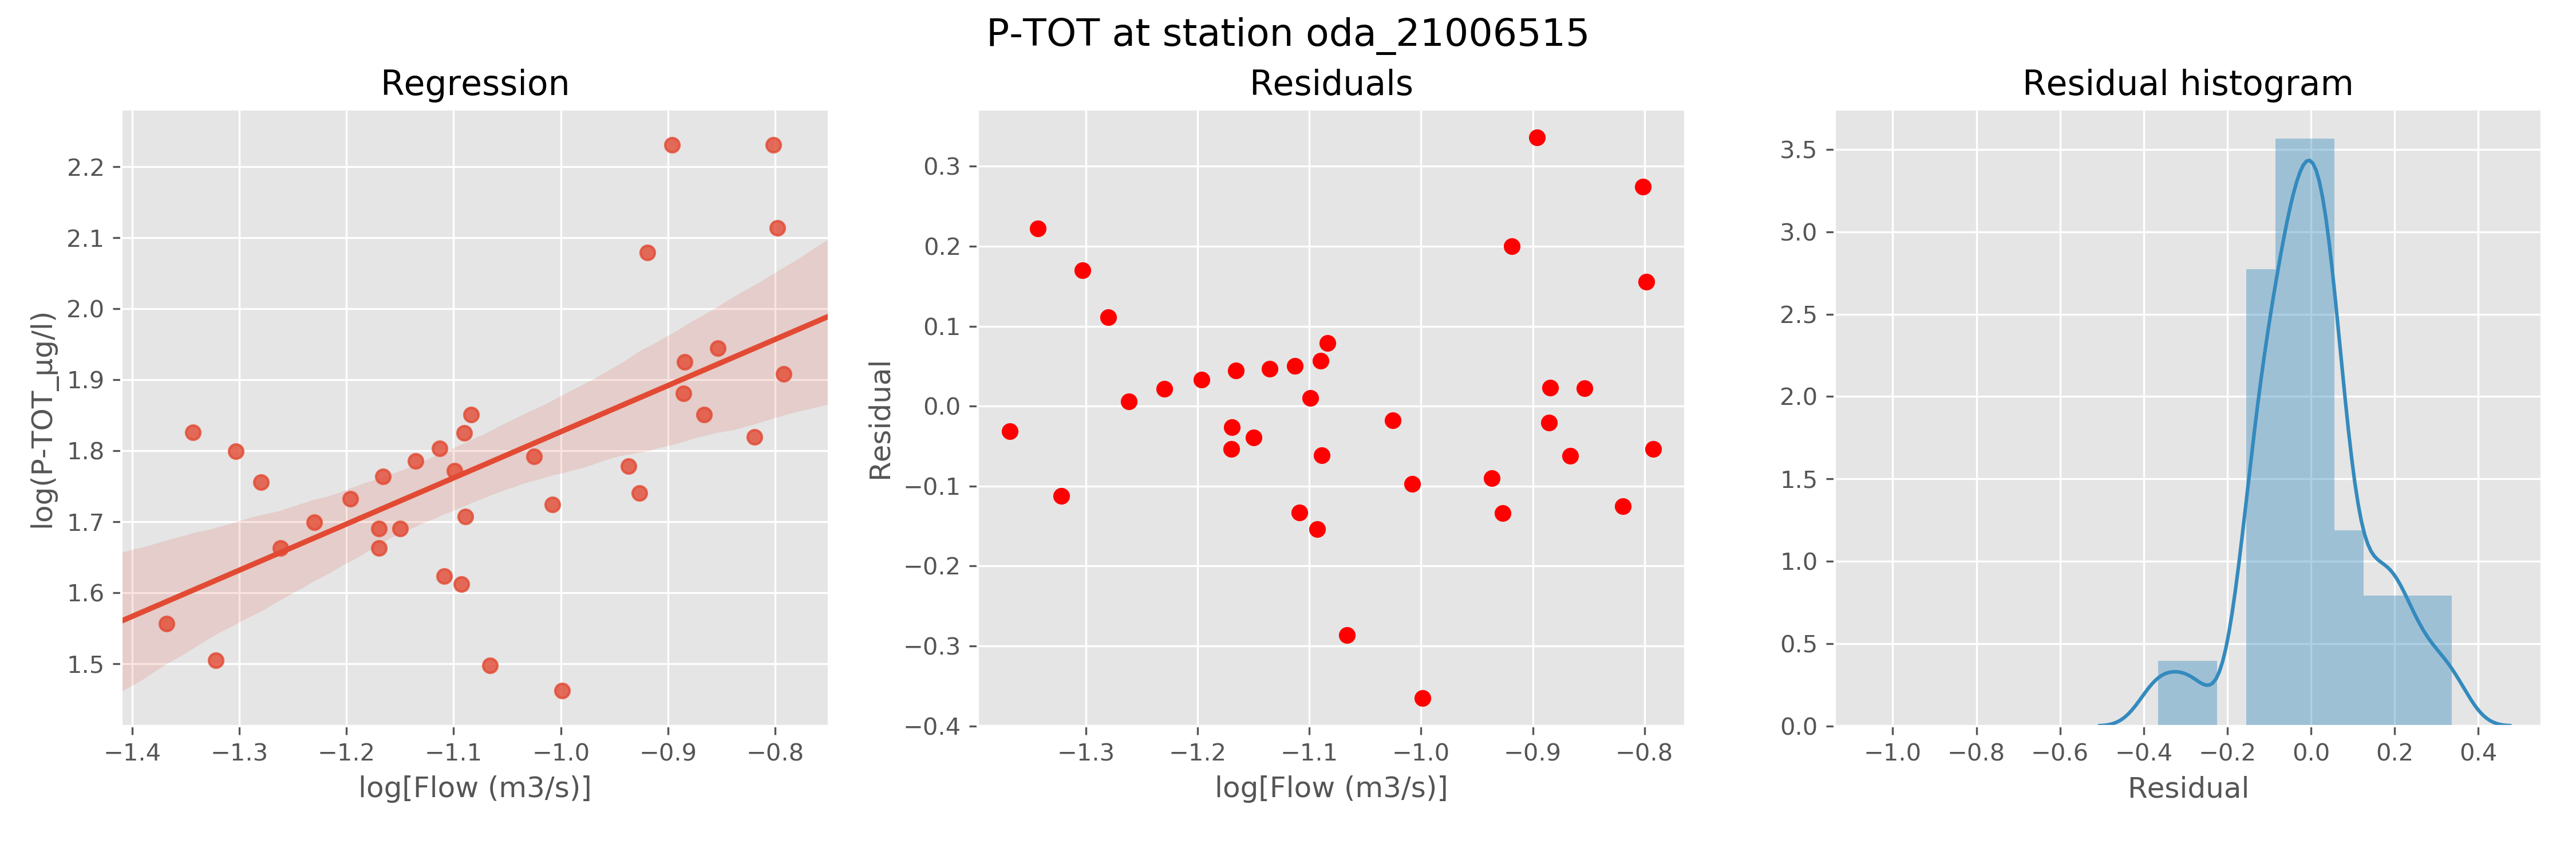 P-TOT at station oda_21006515
Regression
2.2
2.1
2.0
1.9
1.8
1.7
1.6
1.5
log(P-TOT_µg/l)
−1.4 −1.3 −1.2 −1.1 −1.0 −0.9 −0.8
log[Flow (m3/s)]
Residuals
0.3
0.2
0.1
0.0
−0.1
−0.2
−0.3
−0.4
Residual
−1.3 −1.2 −1.1 −1.0 −0.9 −0.8
log[Flow (m3/s)]
Residual histogram
3.5
3.0
2.5
2.0
1.5
1.0
0.5
0.0
−1.0 −0.8 −0.6 −0.4 −0.2 0.0 0.2 0.4
Residual